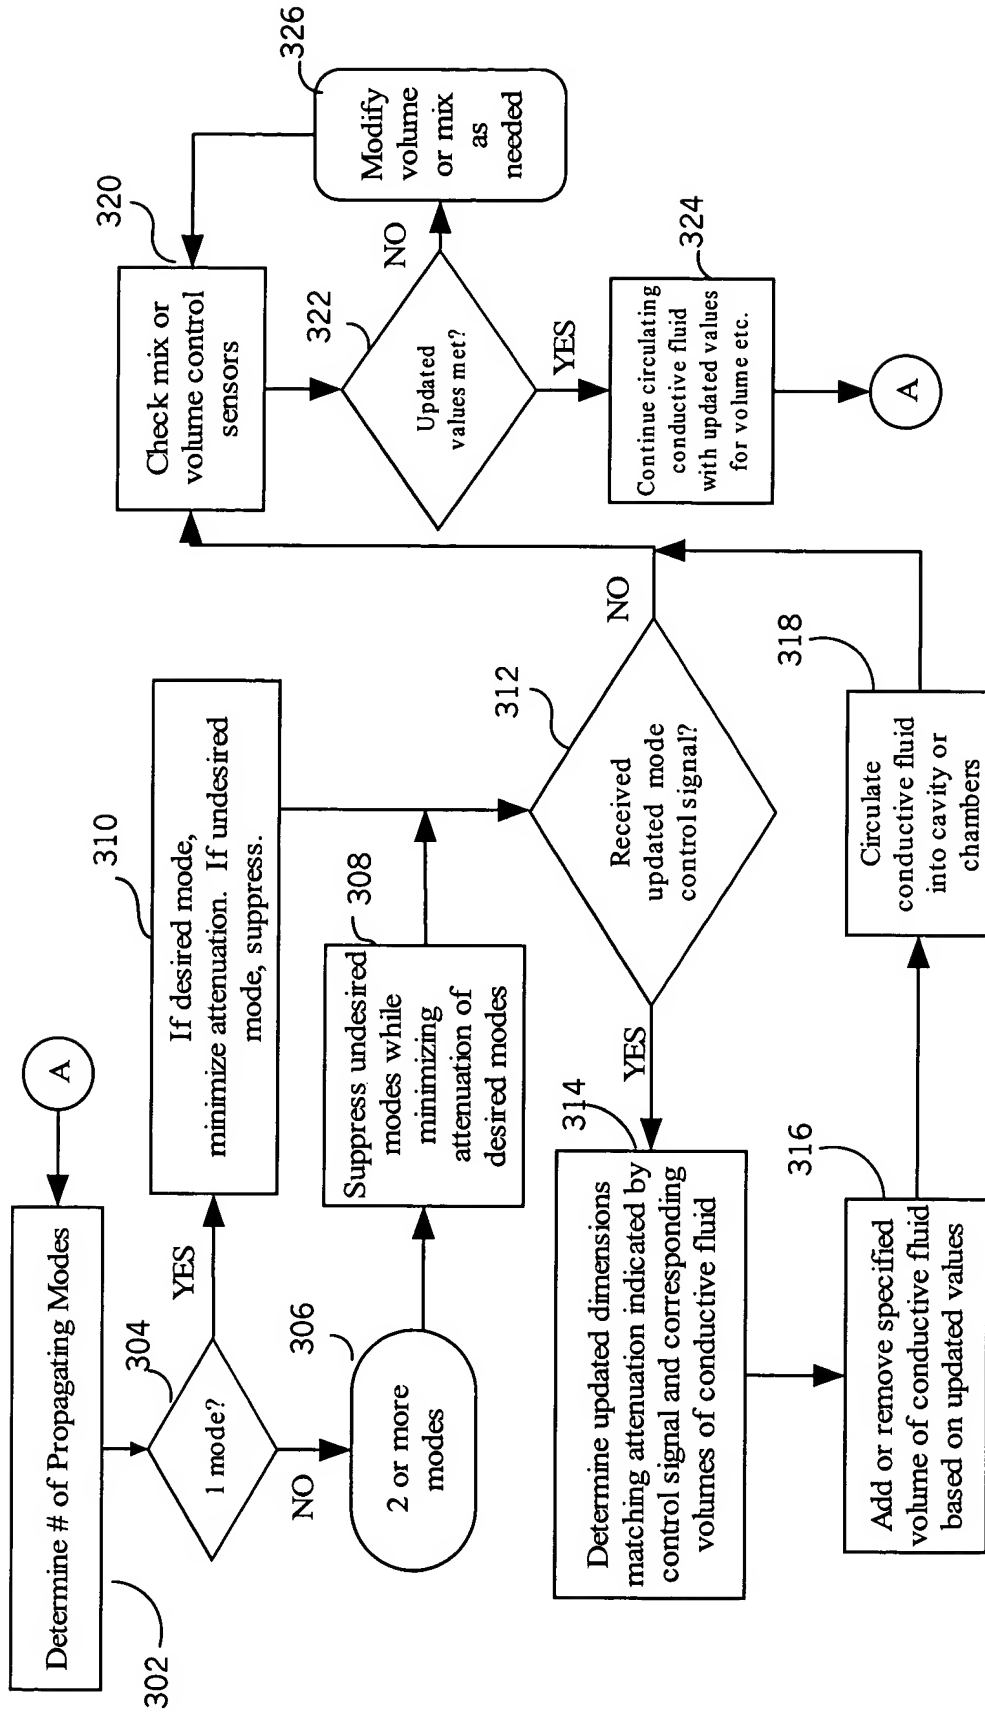 A
Determine # of Propagating Modes
302
304
1 mode?
YES
NO
310
If desired mode,
minimize attenuation. If undesired
mode, suppress.
306
2 or more
modes
308
Suppress undesired
modes while
minimizing
attenuation of
desired modes
312
Received
updated mode
control signal?
YES
NO
314
Determine updated dimensions
matching attenuation indicated by
control signal and corresponding
volumes of conductive fluid
316
Add or remove specified
volume of conductive fluid
based on updated values
318
Circulate
conductive fluid
into cavity or
chambers
320
Check mix or
volume control
sensors
322
Updated
values met?
NO
YES
326
Modify
volume
or mix
as
needed
324
Continue circulating
conductive fluid
with updated values
for volume etc.
A